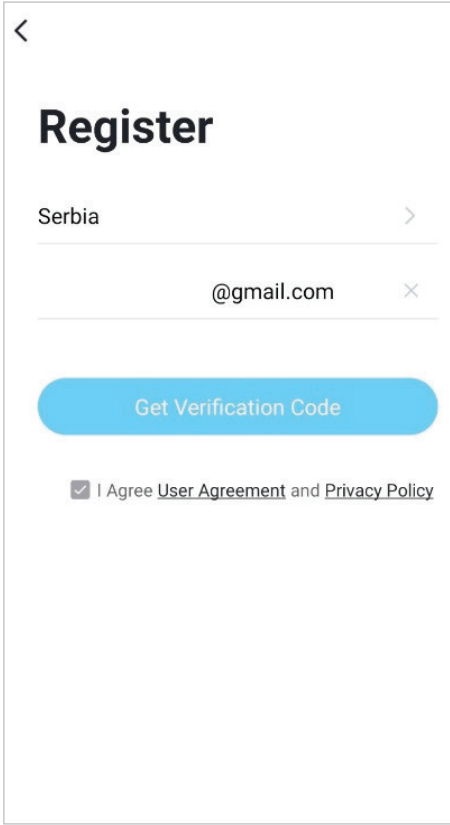 Register
Serbia
@gmail.com
Get Verification Code
I Agree User Agreement and Privacy Policy